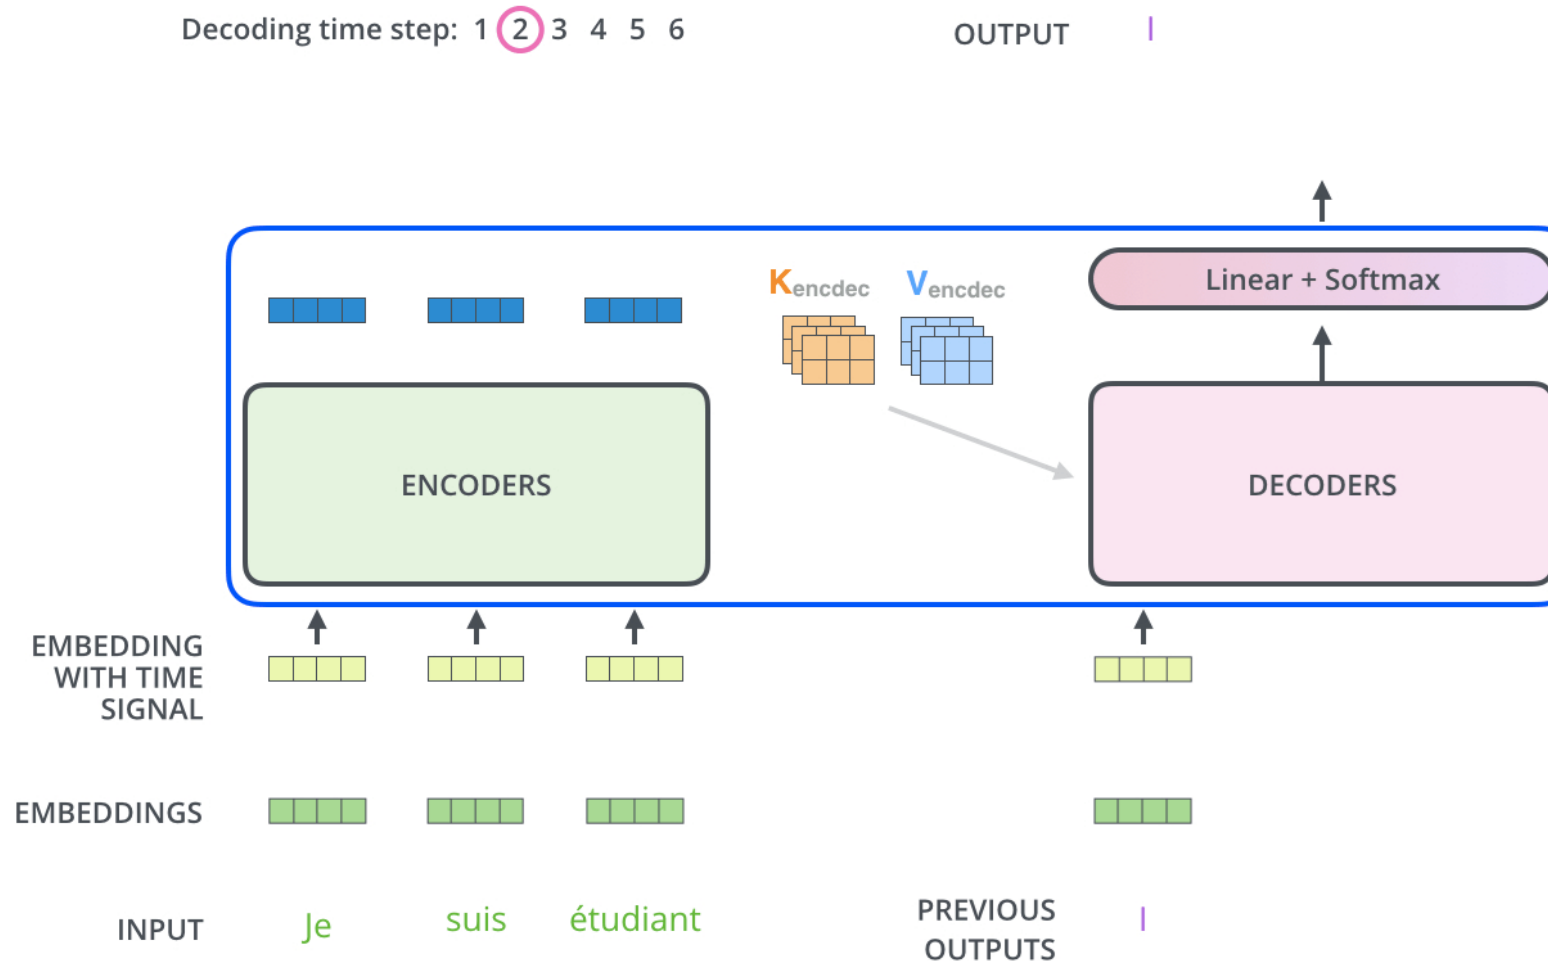 Decoding time step: 1 2 3 4 5 6
OUTPUT I
Linear + Softmax
Kencdec Vencdec
ENCODERS
DECODERS
EMBEDDING
WITH TIME
SIGNAL
EMBEDDINGS
INPUT Je suis étudiant
PREVIOUS
OUTPUTS
I